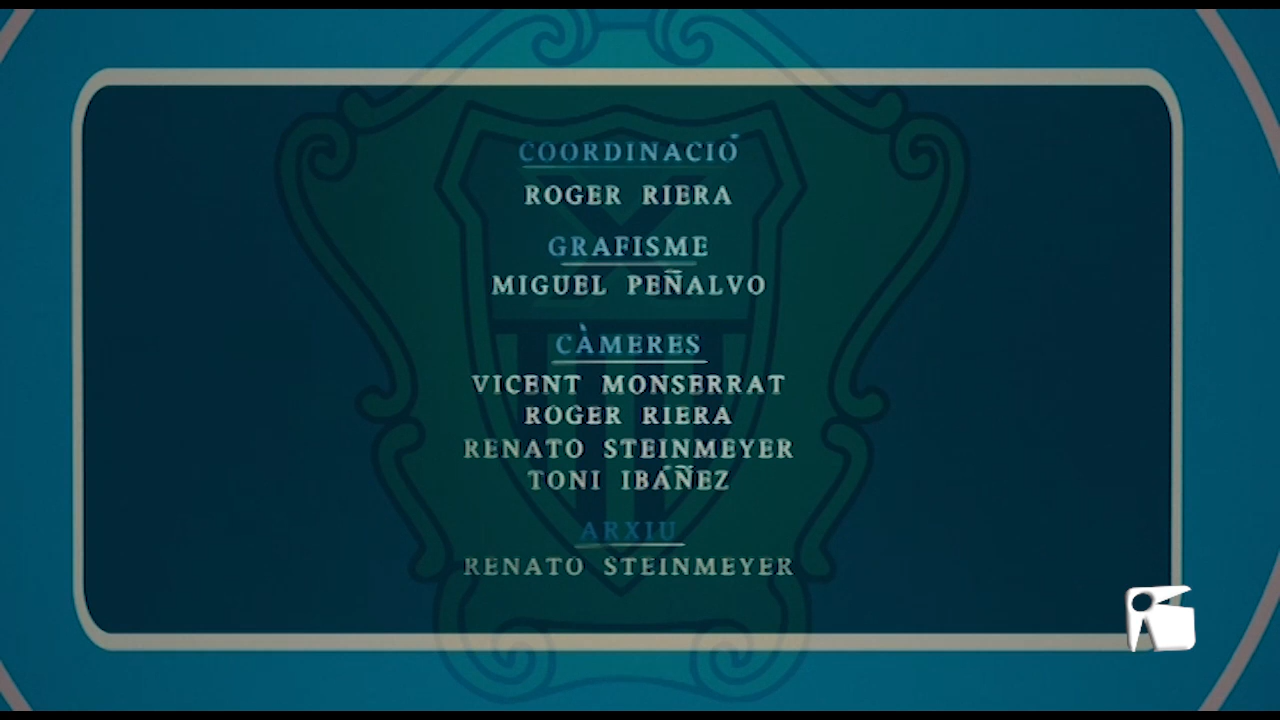 COORDINACIÓ
ROGER RIERA
GRAFISME
MIGUEL PEÑALVO
CÀMERES
VICENT MONSERRAT
ROGER RIERA
RENATO STEINMEYER
TONI IBÁÑEZ
ARXIU
RENATO STEINMEYER